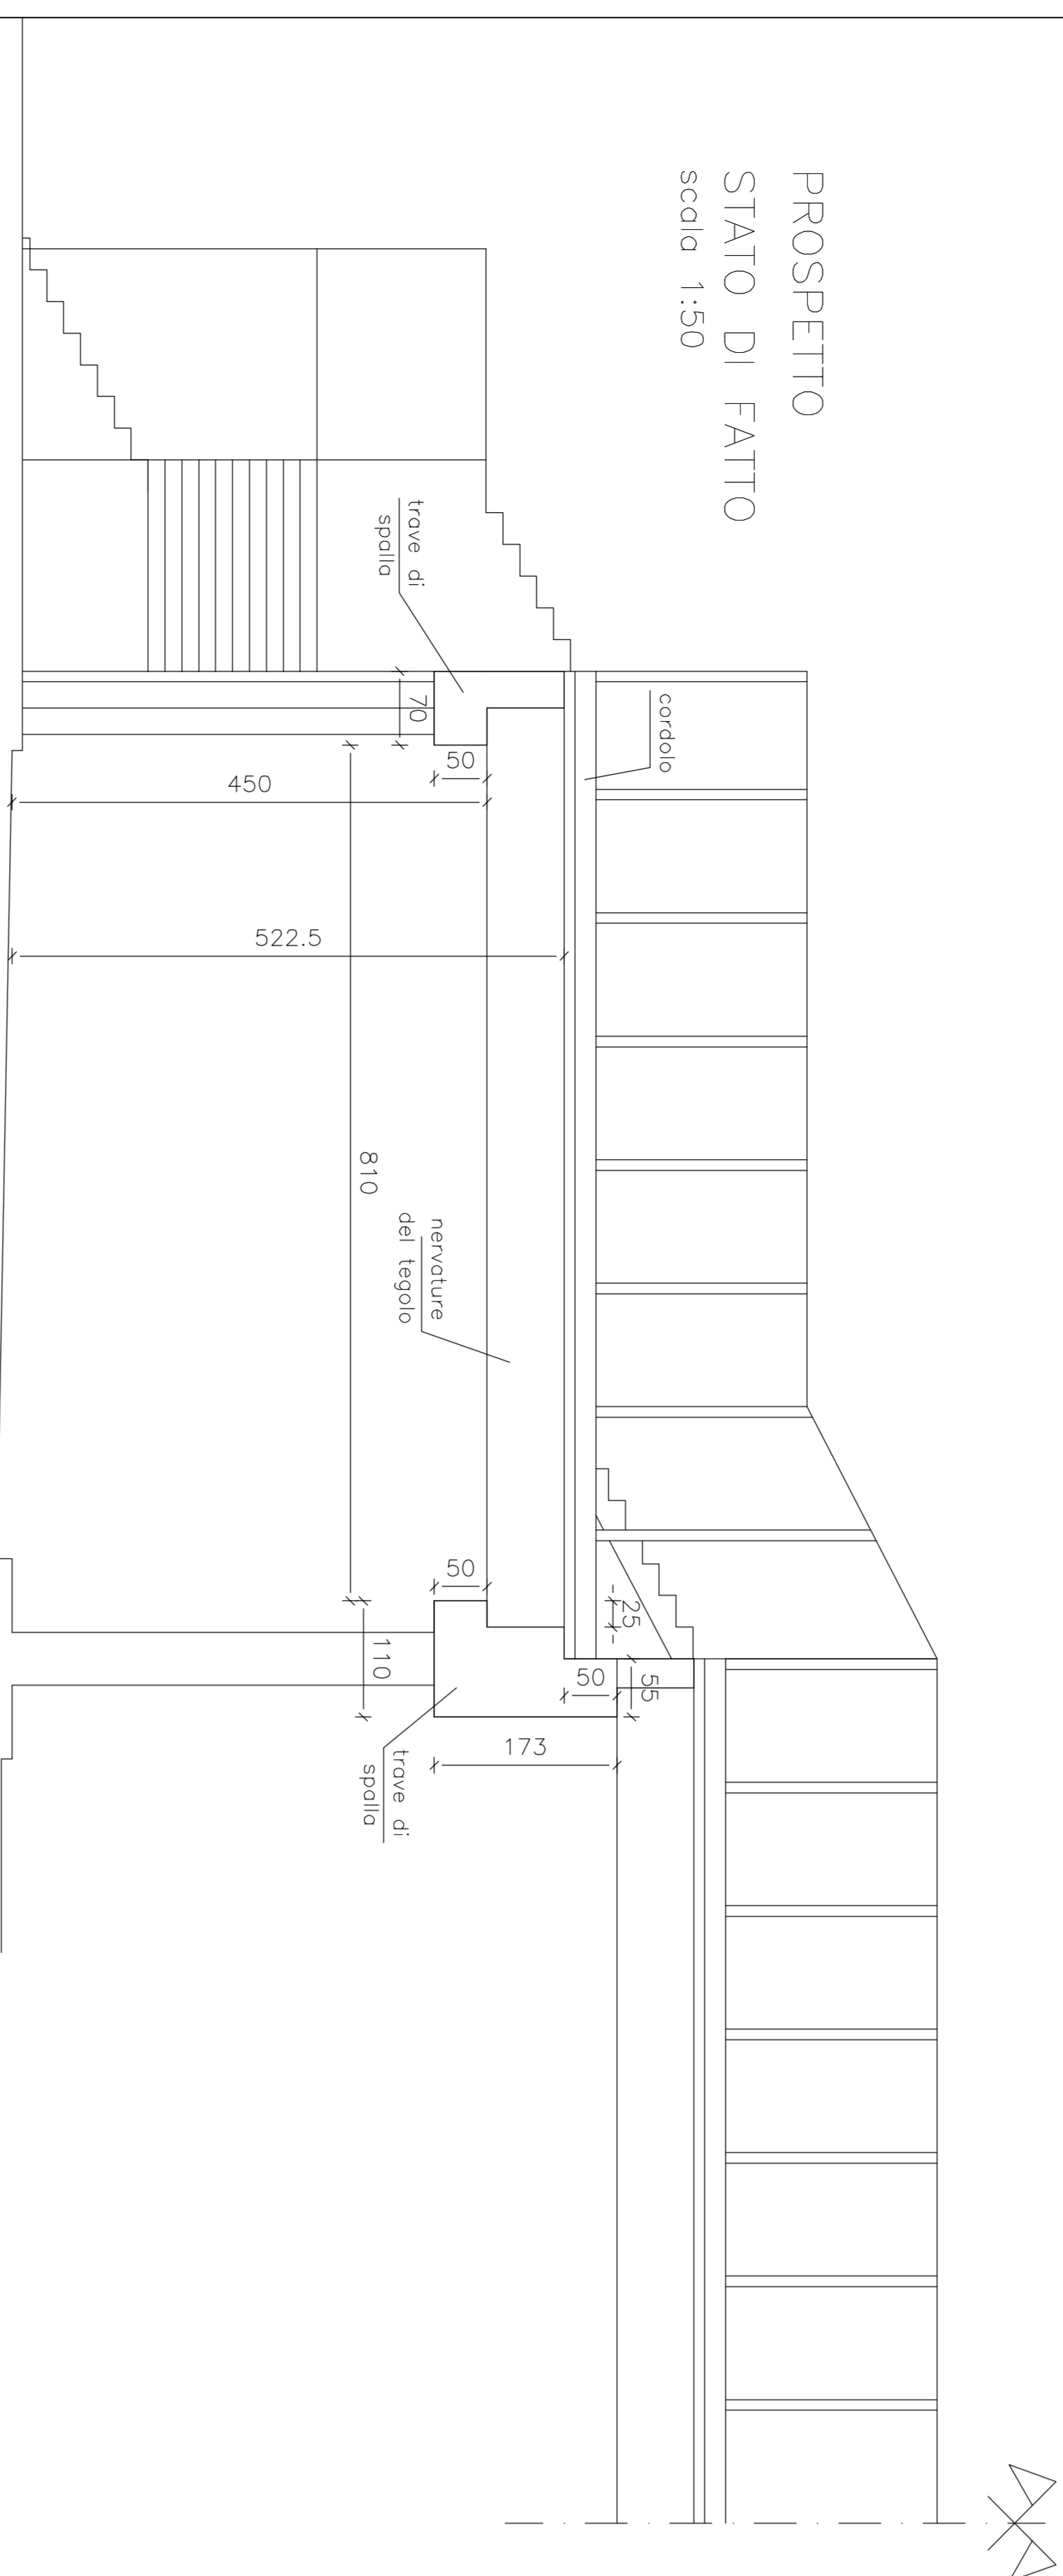 PROSPETTO
STATO DI FATTO
scala 1:50
cordolo
trave di
spalla
70
50
450
522.5
810
nervature
del tegolo
50
25
55
50
110
173
trave di
spalla